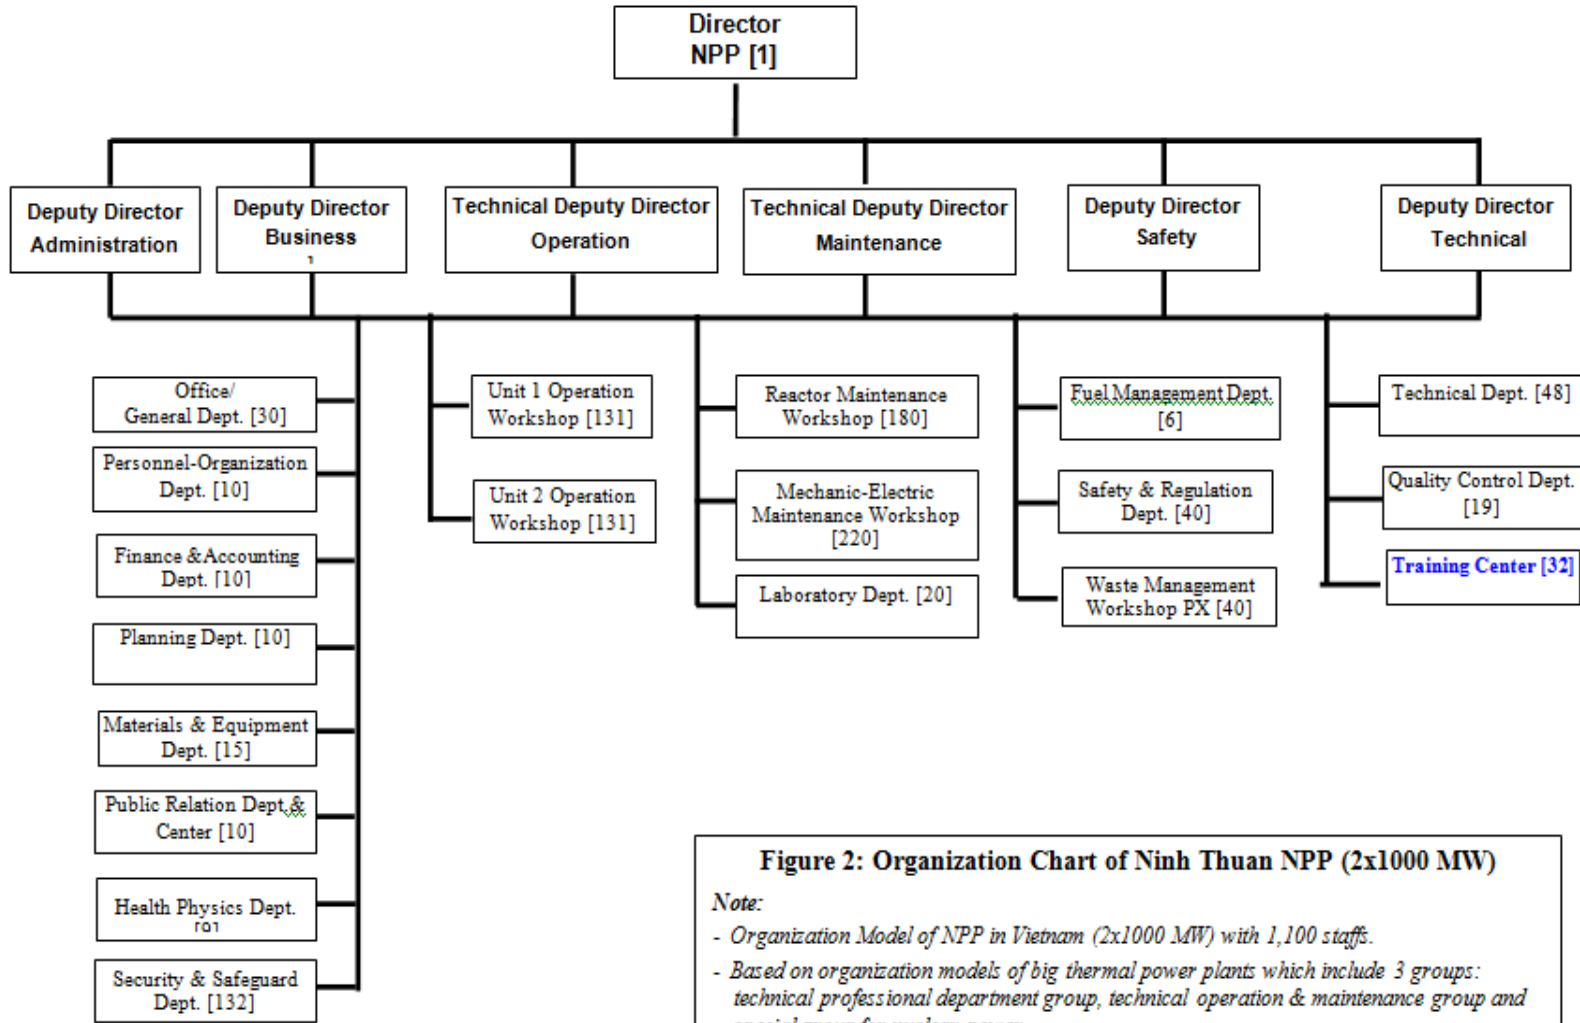 Director
NPP [1]
Deputy Director
Administration
Deputy Director
Business
Technical Deputy Director
Operation
Technical Deputy Director
Maintenance
Deputy Director
Safety
Deputy Director
Technical
Office/
General Dept. [30]
Personnel-Organization
Dept. [10]
Finance &Accounting
Dept. [10]
Planning Dept. [10]
Materials & Equipment
Dept. [15]
Public Relation Dept.&
Center [10]
Health Physics Dept.
Security & Safeguard
Dept. [132]
Unit 1 Operation
Workshop [131]
Unit 2 Operation
Workshop [131]
Reactor Maintenance
Workshop [180]
Mechanic-Electric
Maintenance Workshop
[220]
Laboratory Dept. [20]
Fuel Management Dept.
[6]
Safety & Regulation
Dept. [40]
Waste Management
Workshop PX [40]
Technical Dept. [48]
Quality Control Dept.
[19]
Training Center [32]
Figure 2: Organization Chart of Ninh Thuan NPP (2x1000 MW)
Note:
- Organization Model of NPP in Vietnam (2x1000 MW) with 1,100 staffs.
- Based on organization models of big thermal power plants which include 3 groups:
technical professional department group, technical operation & maintenance group and